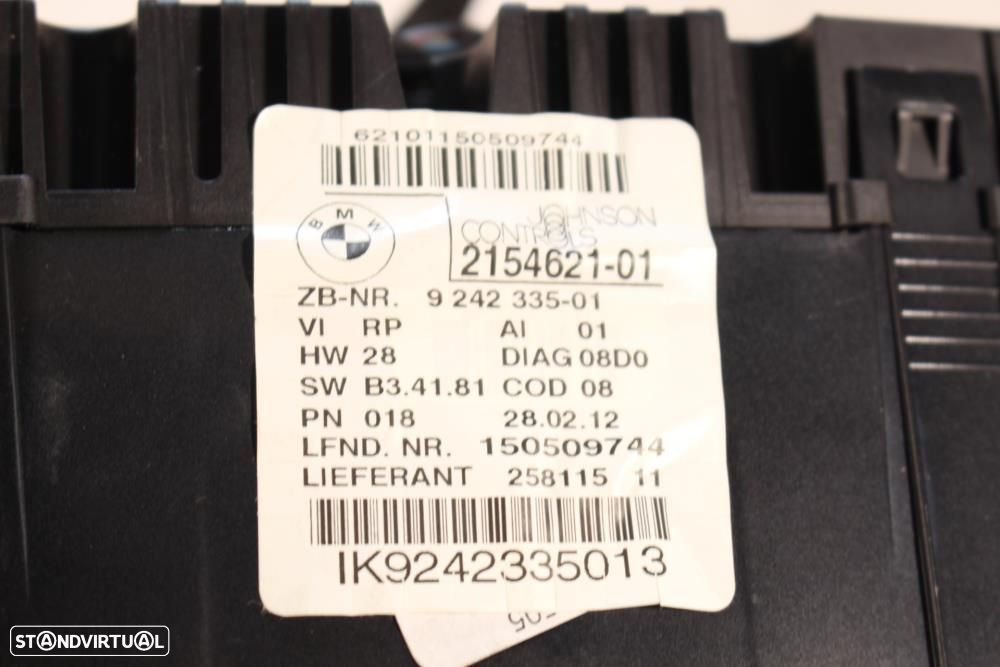 62101150509744
BMW
JOHNSON
CONTROLS
2154621-01
ZB-NR. 9 242 335-01
VI RP AI 01
HW 28 DIAG 08D0
SW B3.41.81 COD 08
PN 018 28.02.12
LFND. NR. 150509744
LIEFERANT 258115 11
IK9242335013
STANDVIRTUAL